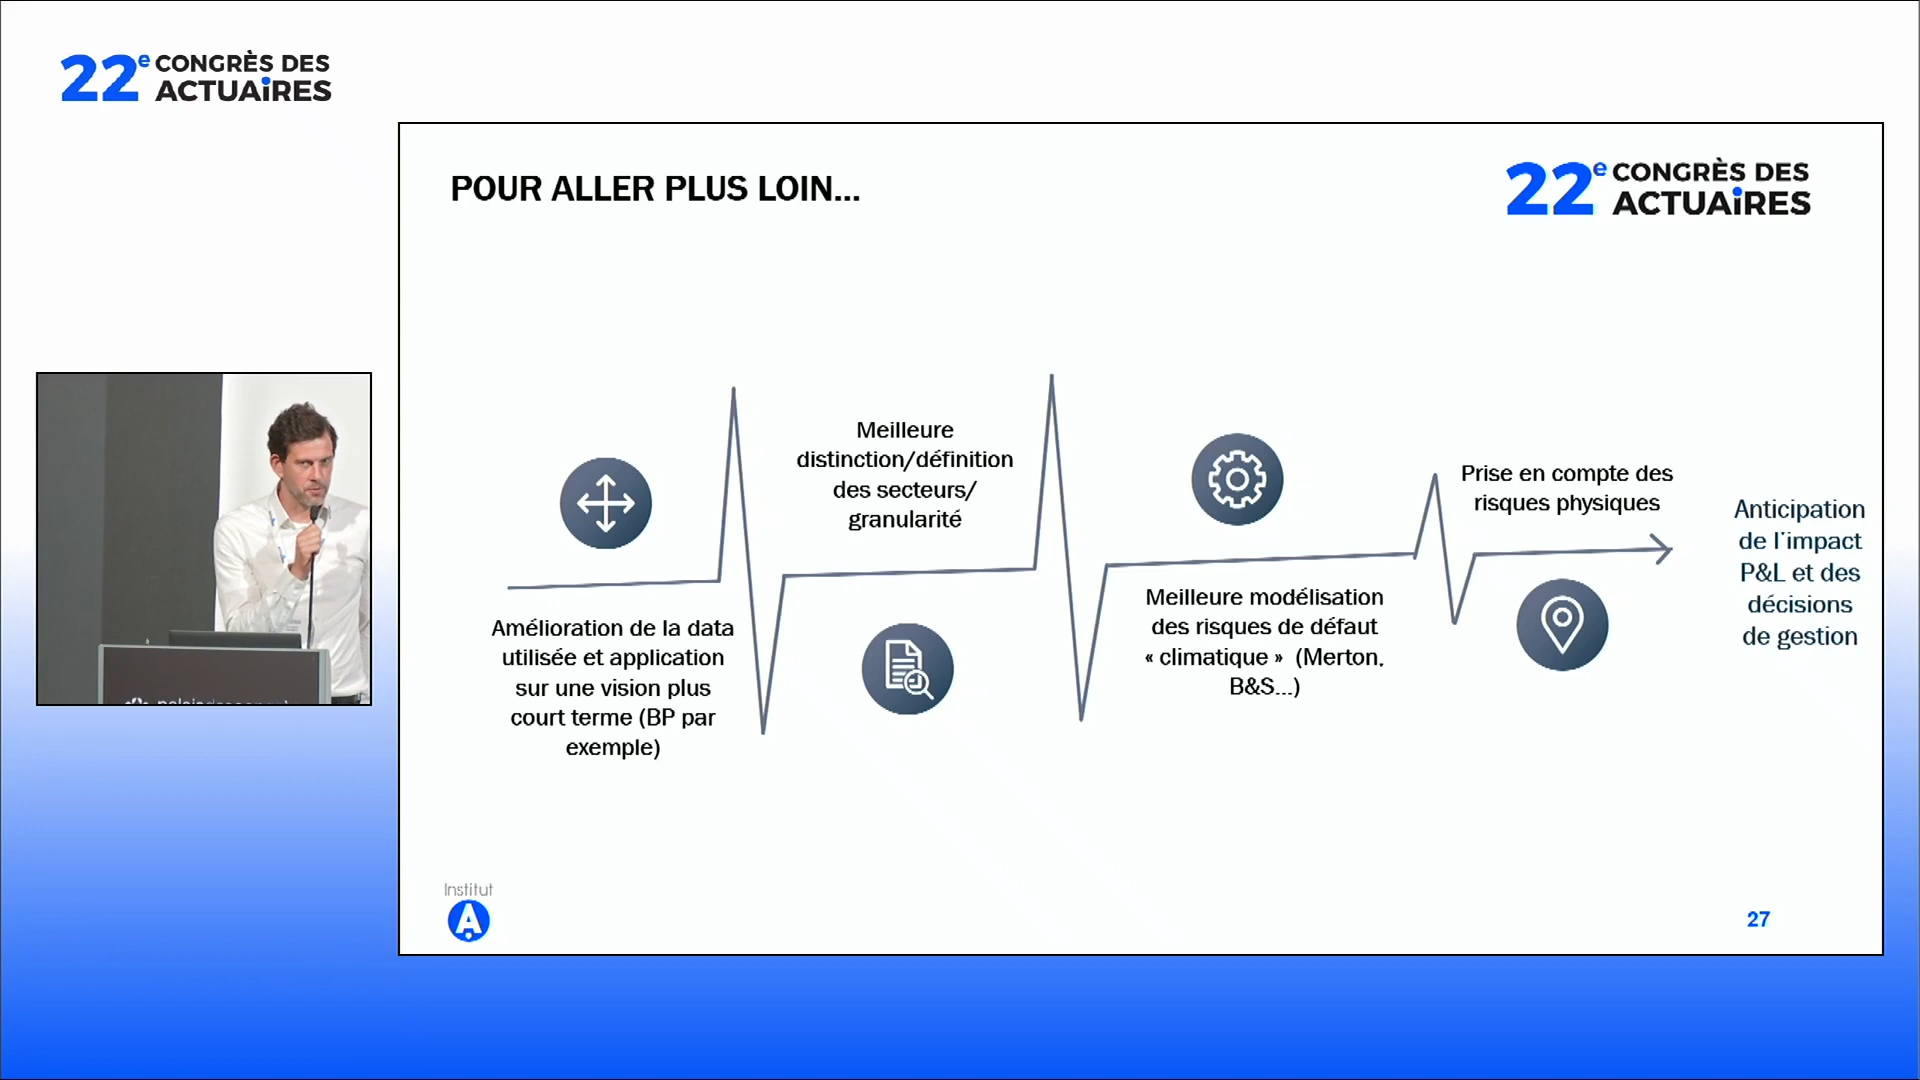 22e CONGRÈS DES
ACTUAiRES
POUR ALLER PLUS LOIN...
22e CONGRÈS DES
ACTUAiRES
Meilleure
distinction/définition
des secteurs/
granularité
Prise en compte des
risques physiques
Anticipation
de l'impact
P&L et des
décisions
de gestion
Amélioration de la data
utilisée et application
sur une vision plus
court terme (BP par
exemple)
Meilleure modélisation
des risques de défaut
« climatique » (Merton,
B&S...)
Institut
A
27